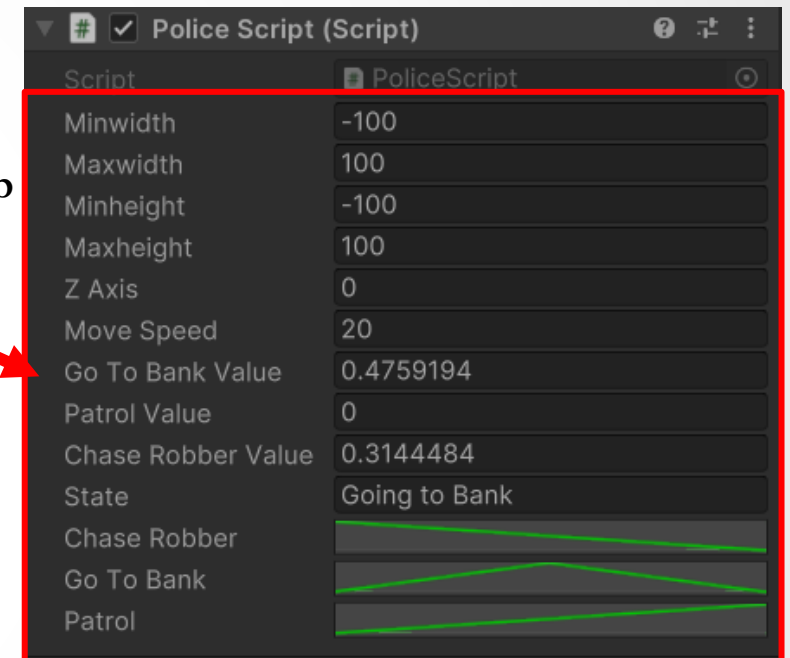 Police Script (Script)
Script PoliceScript
Minwidth -100
Maxwidth 100
Minheight -100
Maxheight 100
Z Axis 0
Move Speed 20
Go To Bank Value 0.4759194
Patrol Value 0
Chase Robber Value 0.3144484
State Going to Bank
Chase Robber
Go To Bank
Patrol